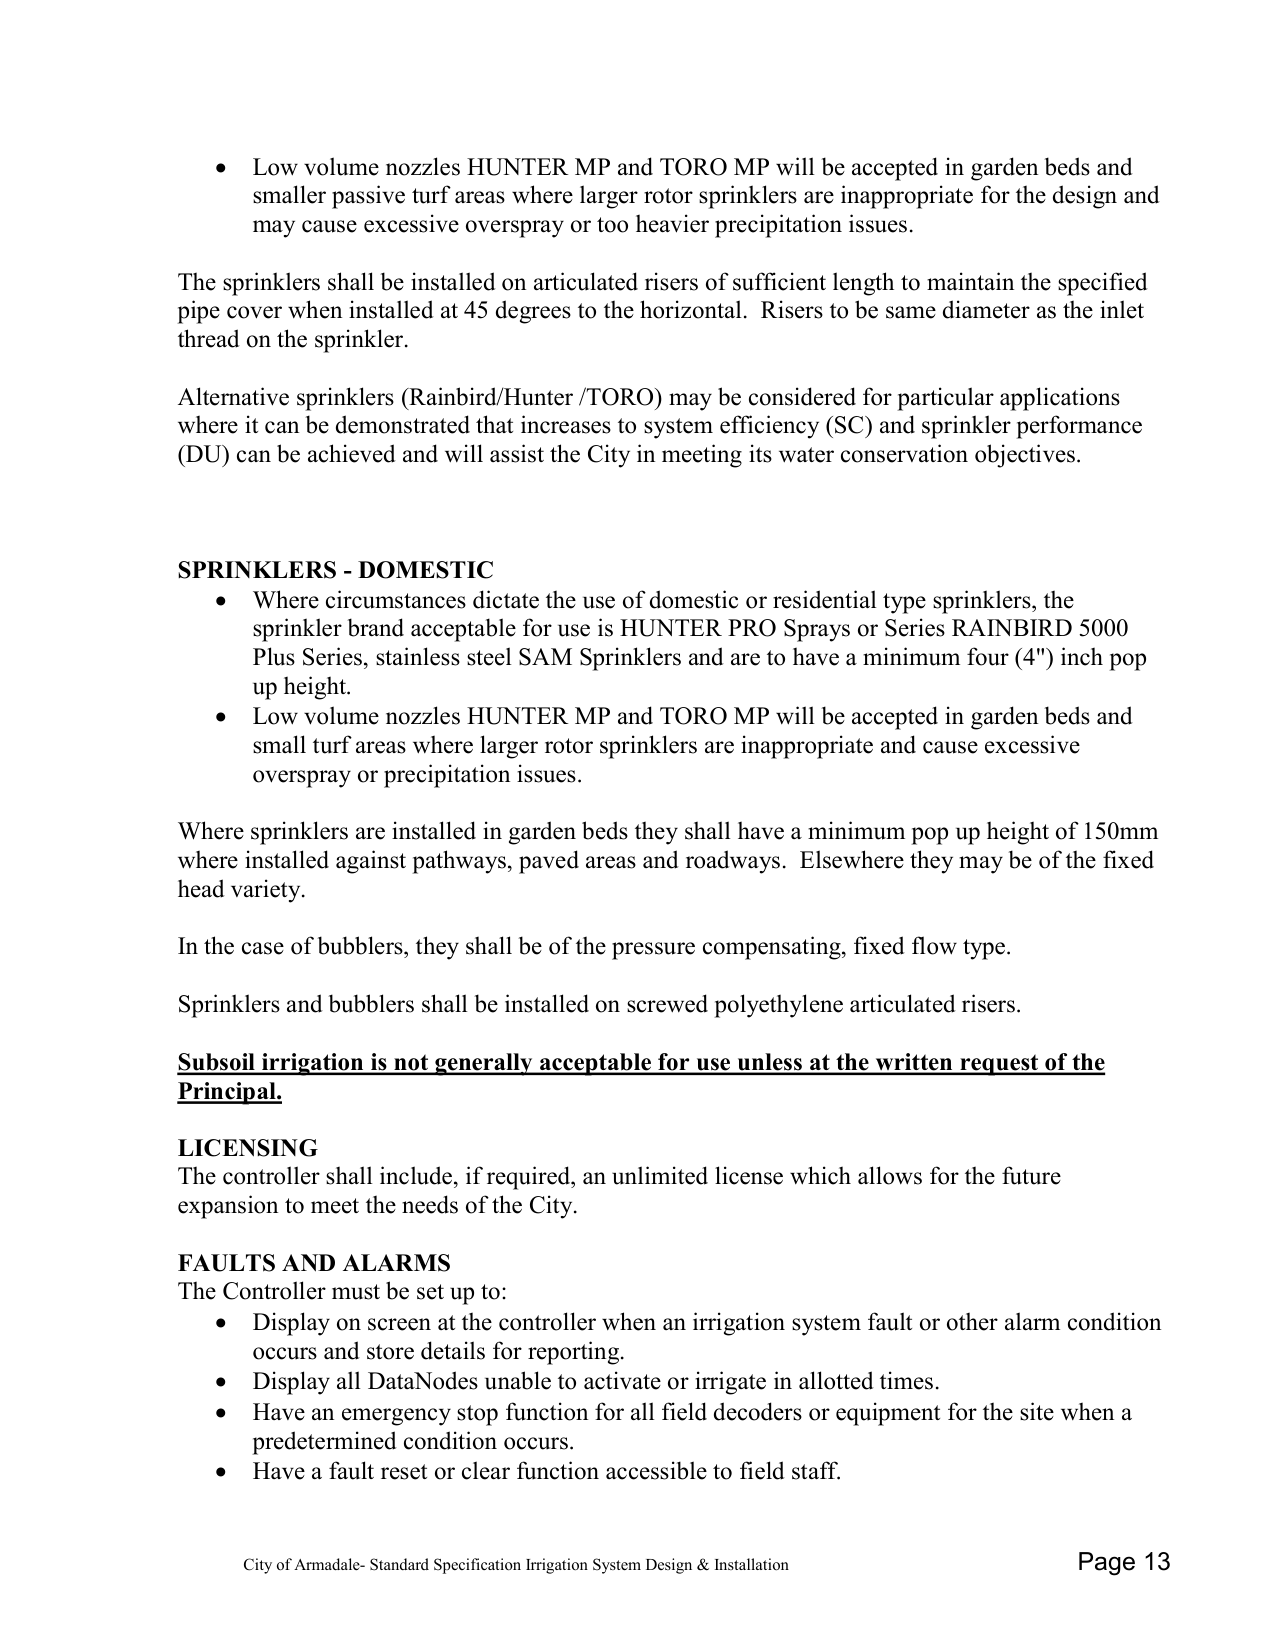 • Low volume nozzles HUNTER MP and TORO MP will be accepted in garden beds and
smaller passive turf areas where larger rotor sprinklers are inappropriate for the design and
may cause excessive overspray or too heavier precipitation issues.
The sprinklers shall be installed on articulated risers of sufficient length to maintain the specified
pipe cover when installed at 45 degrees to the horizontal.  Risers to be same diameter as the inlet
thread on the sprinkler.
Alternative sprinklers (Rainbird/Hunter /TORO) may be considered for particular applications
where it can be demonstrated that increases to system efficiency (SC) and sprinkler performance
(DU) can be achieved and will assist the City in meeting its water conservation objectives.
SPRINKLERS - DOMESTIC
• Where circumstances dictate the use of domestic or residential type sprinklers, the
sprinkler brand acceptable for use is HUNTER PRO Sprays or Series RAINBIRD 5000
Plus Series, stainless steel SAM Sprinklers and are to have a minimum four (4") inch pop
up height.
• Low volume nozzles HUNTER MP and TORO MP will be accepted in garden beds and
small turf areas where larger rotor sprinklers are inappropriate and cause excessive
overspray or precipitation issues.
Where sprinklers are installed in garden beds they shall have a minimum pop up height of 150mm
where installed against pathways, paved areas and roadways.  Elsewhere they may be of the fixed
head variety.
In the case of bubblers, they shall be of the pressure compensating, fixed flow type.
Sprinklers and bubblers shall be installed on screwed polyethylene articulated risers.
Subsoil irrigation is not generally acceptable for use unless at the written request of the
Principal.
LICENSING
The controller shall include, if required, an unlimited license which allows for the future
expansion to meet the needs of the City.
FAULTS AND ALARMS
The Controller must be set up to:
• Display on screen at the controller when an irrigation system fault or other alarm condition
occurs and store details for reporting.
• Display all DataNodes unable to activate or irrigate in allotted times.
• Have an emergency stop function for all field decoders or equipment for the site when a
predetermined condition occurs.
• Have a fault reset or clear function accessible to field staff.
City of Armadale- Standard Specification Irrigation System Design & Installation Page 13